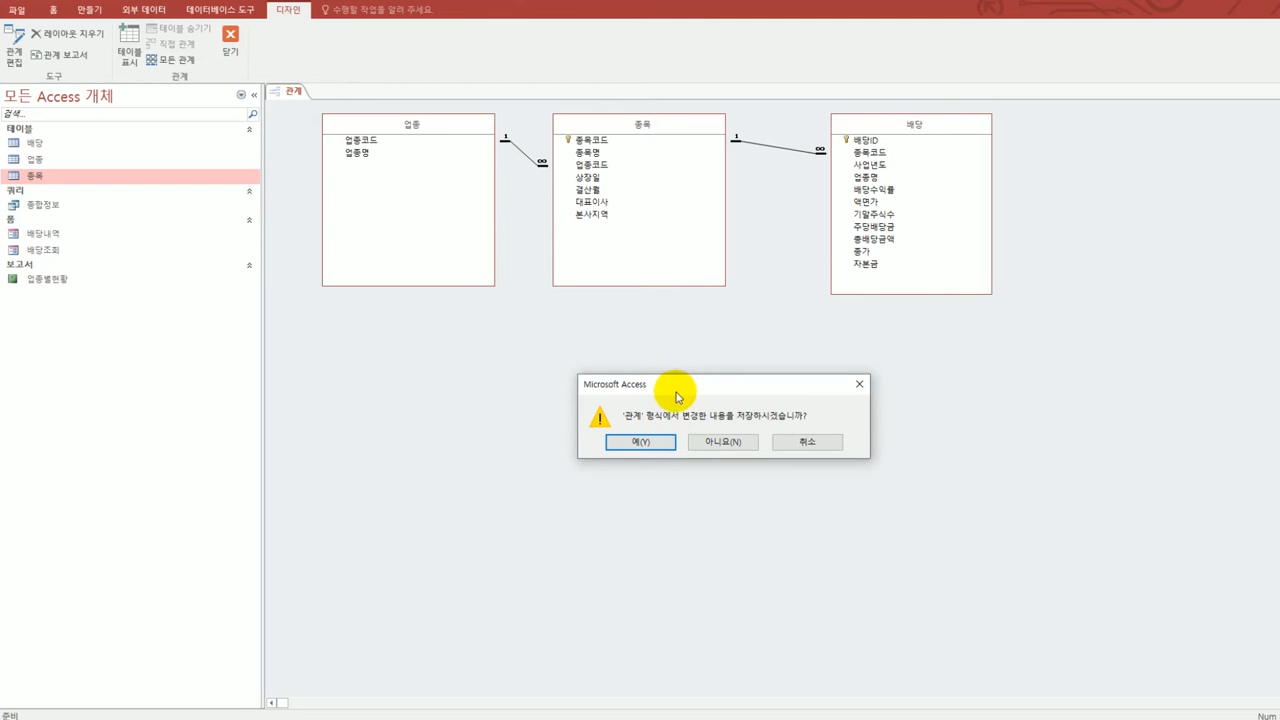 파일 홈 만들기 외부 데이터 데이터베이스 도구 디자인 수행할 작업을 알려 주세요.
관계 편집
레이아웃 지우기
관계 보고서
도구
테이블 표시
테이블 숨기기
직접 관계
모든 관계
관계
닫기
모든 Access 개체
검색...
테이블
배당
업종
종목
쿼리
종합정보
폼
배당내역
배당조회
보고서
업종별현황
관계
업종
업종코드
업종명
1
∞
종목
종목코드
종목명
업종코드
상장일
결산월
대표이사
본사지역
1
∞
배당
배당ID
종목코드
사업년도
업종명
배당수익률
액면가
기말주식수
주당배당금
총배당금액
종가
자본금
Microsoft Access
'관계' 형식에서 변경한 내용을 저장하시겠습니까?
예(Y) 아니요(N) 취소
준비
Num